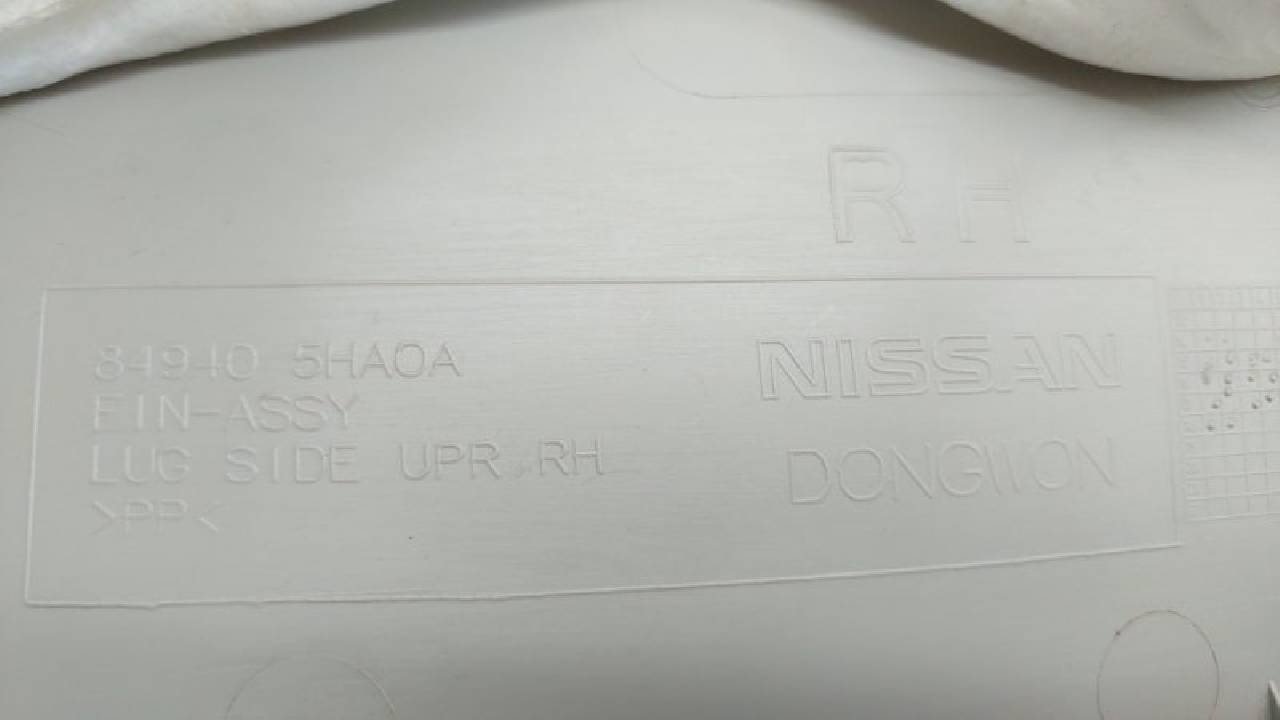 RH
84940 5HA0A
FIN-ASSY
LUG SIDE UPR RH
>PP<
NISSAN
DONGWON